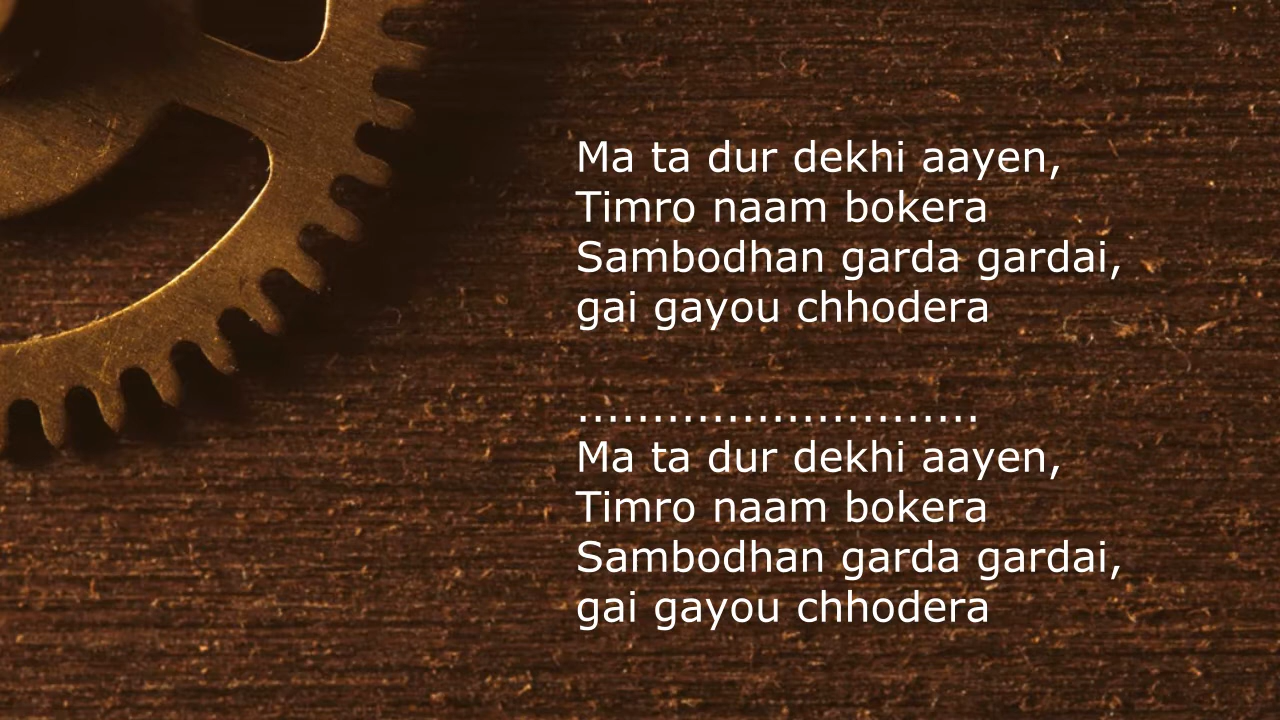 Ma ta dur dekhi aayen,
Timro naam bokera
Sambodhan garda gardai,
gai gayou chhodera
...........................
Ma ta dur dekhi aayen,
Timro naam bokera
Sambodhan garda gardai,
gai gayou chhodera